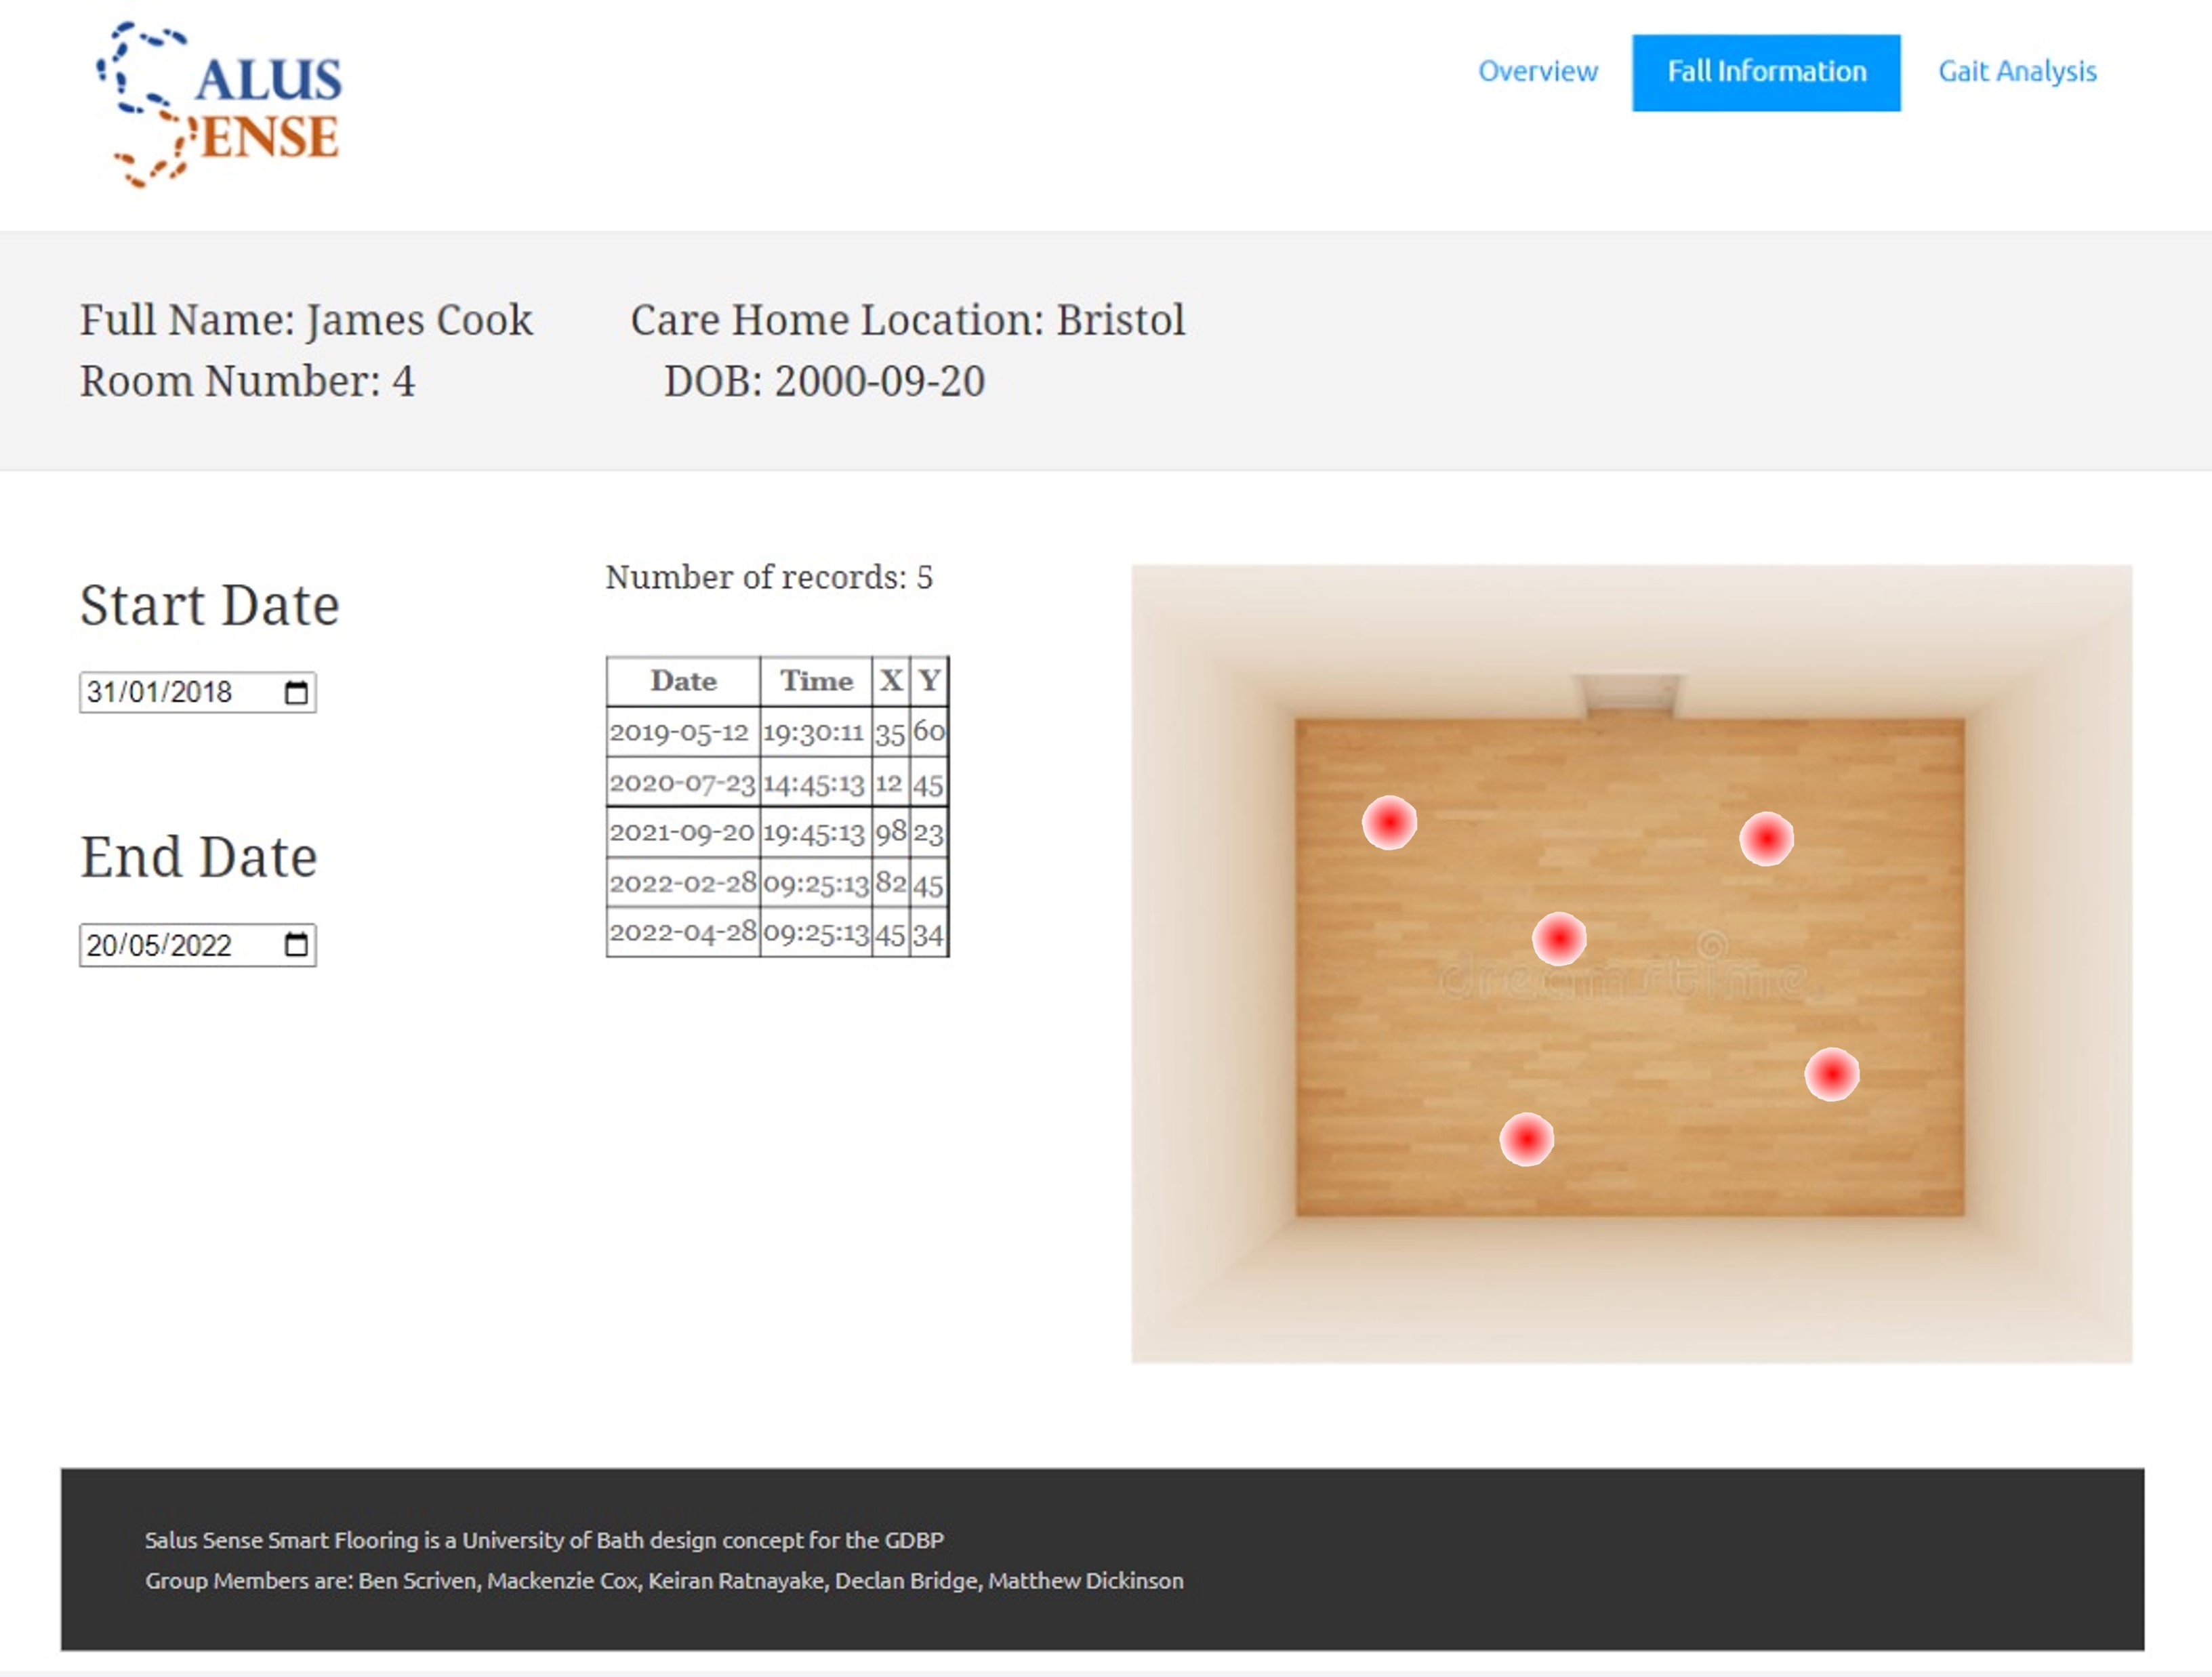 SALUS
SENSE
Overview Fall Information Gait Analysis
Full Name: James Cook Care Home Location: Bristol
Room Number: 4 DOB: 2000-09-20
Start Date
31/01/2018
End Date
20/05/2022
Number of records: 5
Date Time X Y
2019-05-12 19:30:11 35 60
2020-07-23 14:45:13 12 45
2021-09-20 19:45:13 98 23
2022-02-28 09:25:13 82 45
2022-04-28 09:25:13 45 34
dreamstime
Salus Sense Smart Flooring is a University of Bath design concept for the GDBP
Group Members are: Ben Scriven, Mackenzie Cox, Keiran Ratnayake, Declan Bridge, Matthew Dickinson